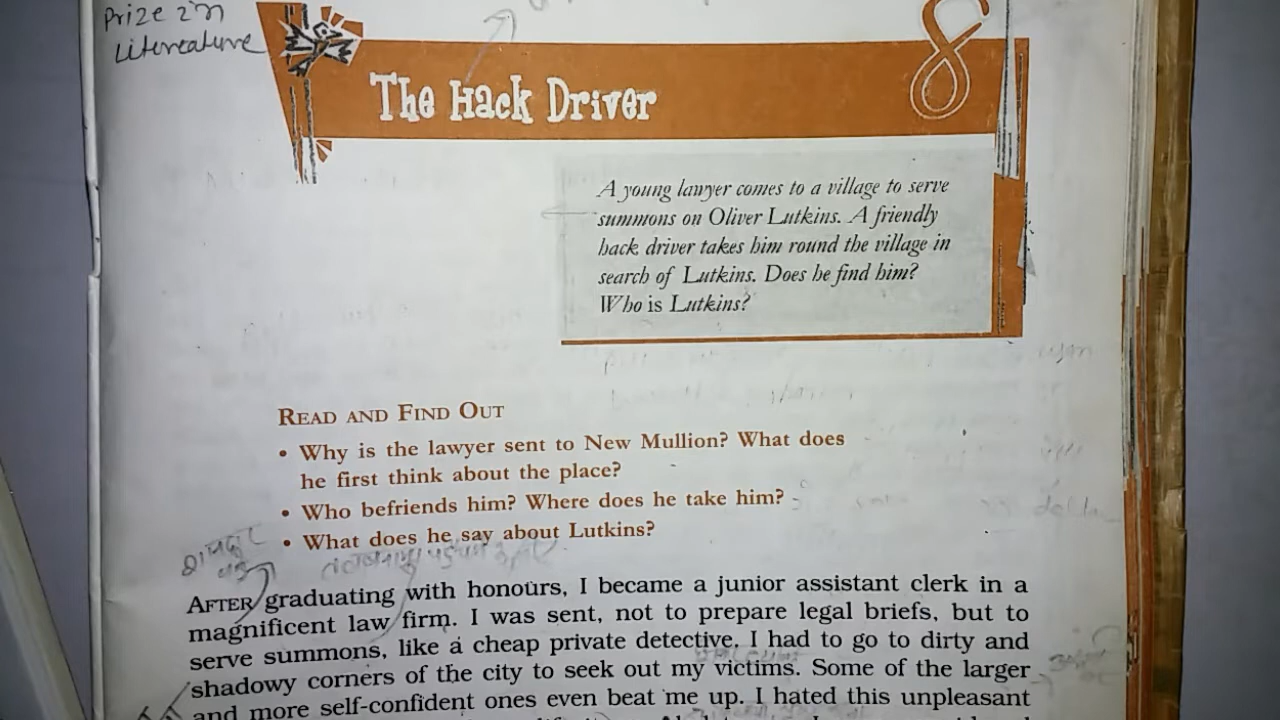 Prize in
Litereature
The Hack Driver
8
A young lawyer comes to a village to serve
summons on Oliver Lutkins. A friendly
hack driver takes him round the village in
search of Lutkins. Does he find him?
Who is Lutkins?
READ AND FIND OUT
• Why is the lawyer sent to New Mullion? What does
he first think about the place?
• Who befriends him? Where does he take him?
• What does he say about Lutkins?
AFTER graduating with honours, I became a junior assistant clerk in a
magnificent law firm. I was sent, not to prepare legal briefs, but to
serve summons, like a cheap private detective. I had to go to dirty and
shadowy corners of the city to seek out my victims. Some of the larger
and more self-confident ones even beat me up. I hated this unpleasant